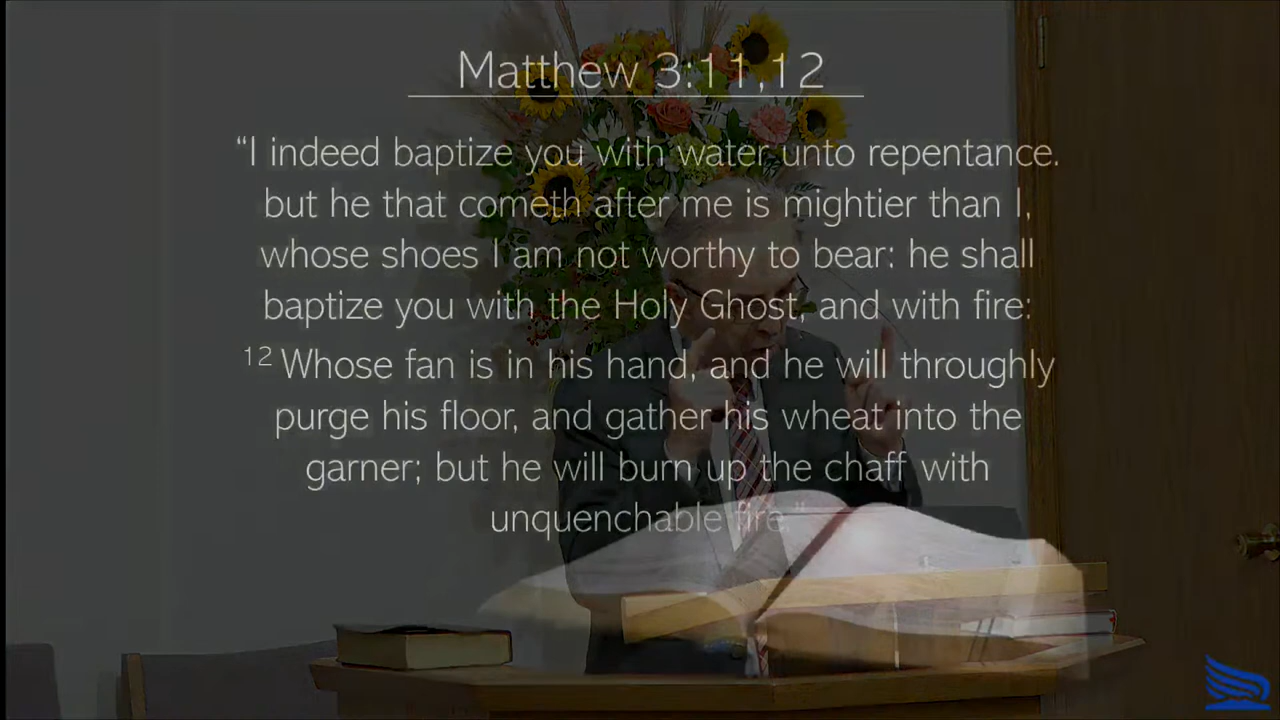 Matthew 3:11,12
“I indeed baptize you with water unto repentance.
but he that cometh after me is mightier than I,
whose shoes I am not worthy to bear: he shall
baptize you with the Holy Ghost, and with fire:
12 Whose fan is in his hand, and he will throughly
purge his floor, and gather his wheat into the
garner; but he will burn up the chaff with
unquenchable fire.”